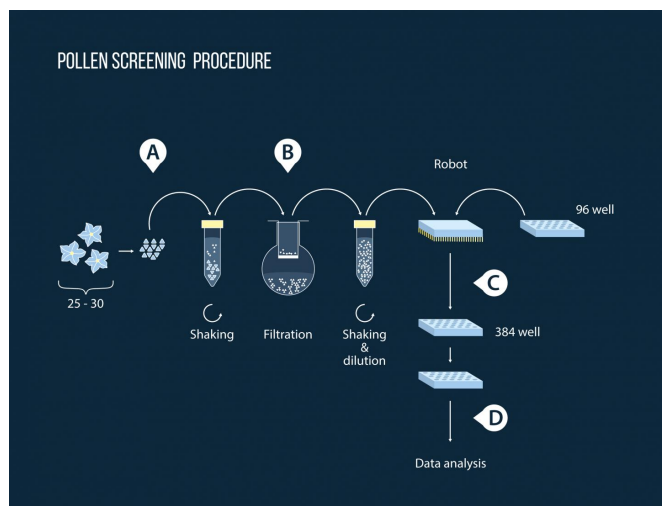 POLLEN SCREENING PROCEDURE
A
B
Robot
96 well
25 - 30
Shaking
Filtration
Shaking
&
dilution
C
384 well
D
Data analysis